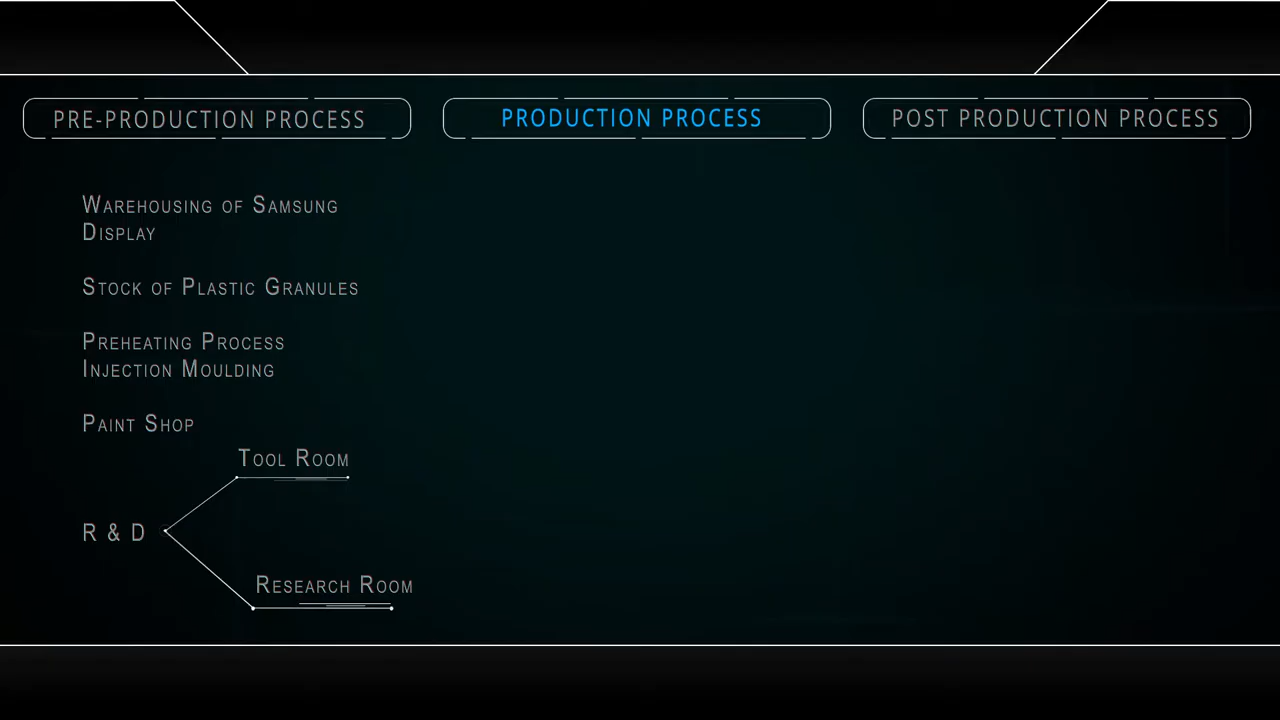 PRE-PRODUCTION PROCESS
PRODUCTION PROCESS
POST PRODUCTION PROCESS
Warehousing of Samsung
Display
Stock of Plastic Granules
Preheating Process
Injection Moulding
Paint Shop
Tool Room
R & D
Research Room